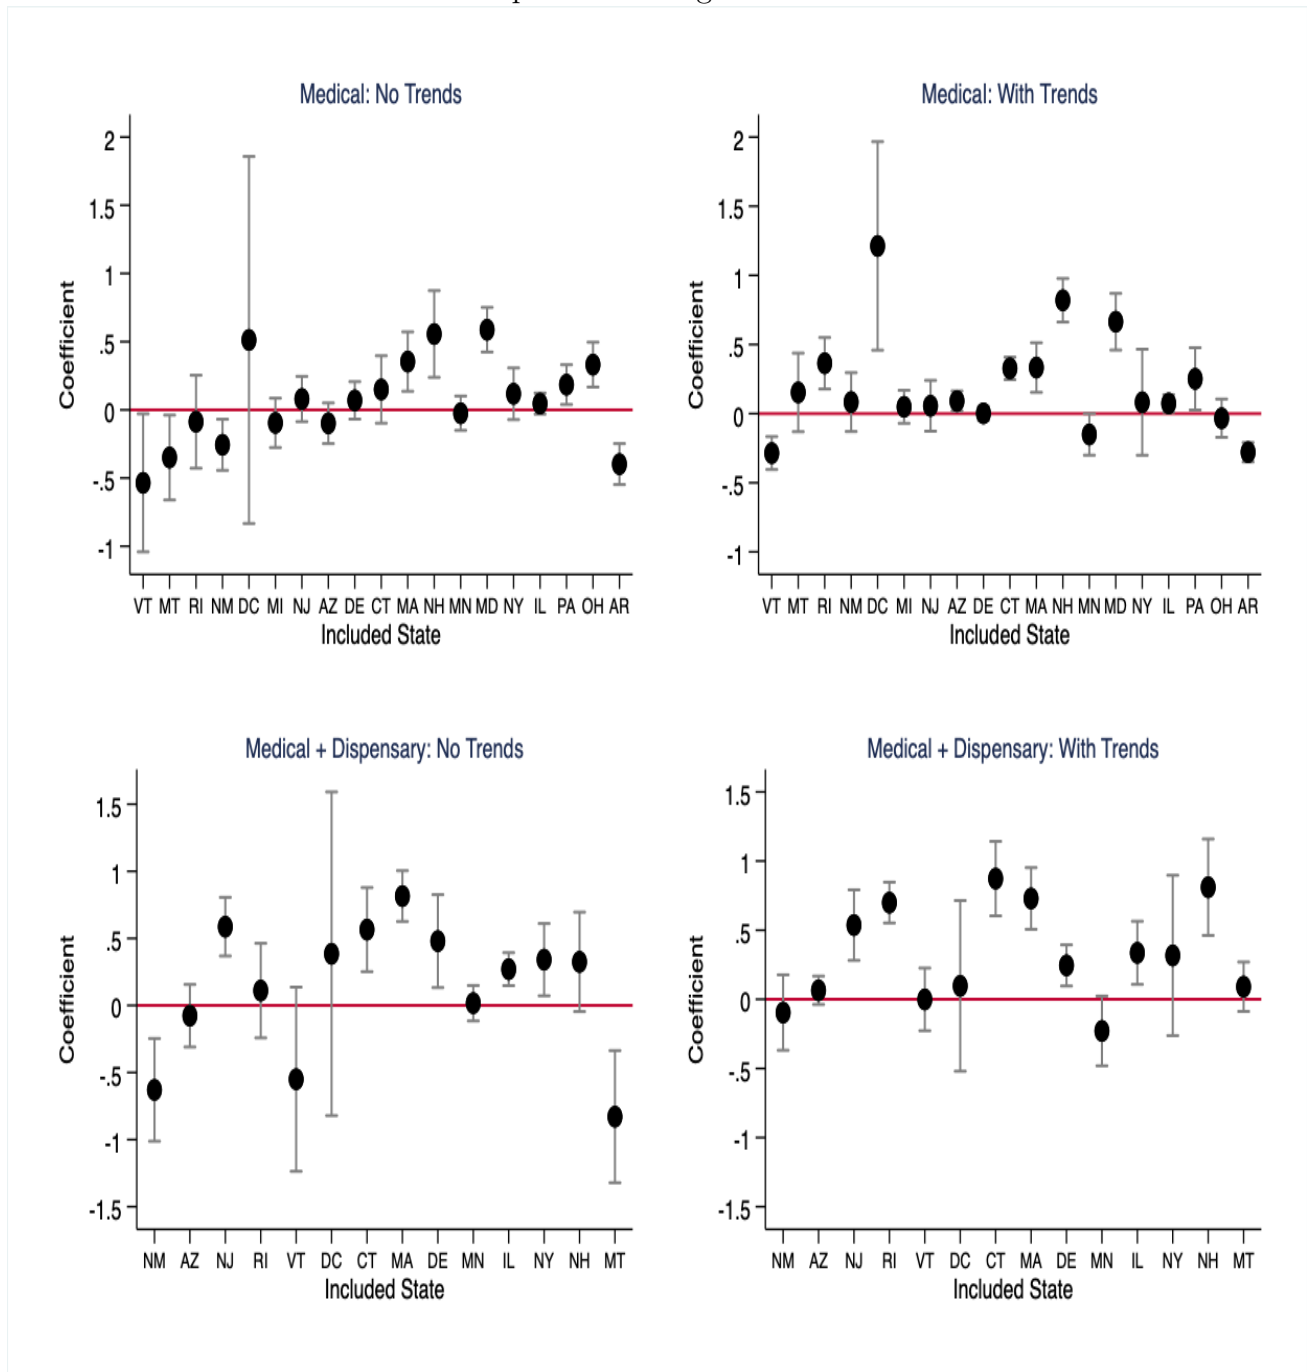 Medical: No Trends
Coefficient
2
1.5
1
.5
0
-.5
-1
VT MT RI NM DC MI NJ AZ DE CT MA NH MN MD NY IL PA OH AR
Included State
Medical: With Trends
Coefficient
2
1.5
1
.5
0
-.5
-1
VT MT RI NM DC MI NJ AZ DE CT MA NH MN MD NY IL PA OH AR
Included State
Medical + Dispensary: No Trends
Coefficient
1.5
1
.5
0
-.5
-1
-1.5
NM AZ NJ RI VT DC CT MA DE MN IL NY NH MT
Included State
Medical + Dispensary: With Trends
Coefficient
1.5
1
.5
0
-.5
-1
-1.5
NM AZ NJ RI VT DC CT MA DE MN IL NY NH MT
Included State